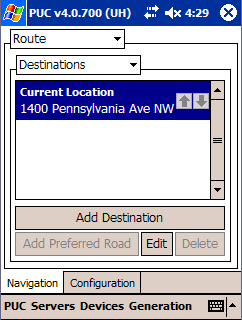 PUC v4.0.700 (UH) 4:29
Route
Destinations
Current Location
1400 Pennsylvania Ave NW
Add Destination
Add Preferred Road Edit Delete
Navigation Configuration
PUC Servers Devices Generation